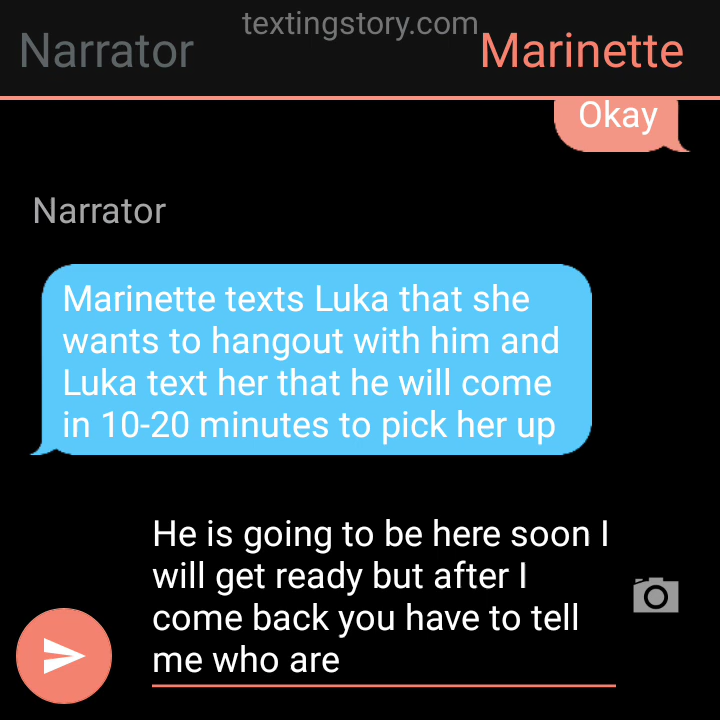 textingstory.com
Narrator
Marinette
Okay
Narrator
Marinette texts Luka that she
wants to hangout with him and
Luka text her that he will come
in 10-20 minutes to pick her up
He is going to be here soon I
will get ready but after I
come back you have to tell
me who are